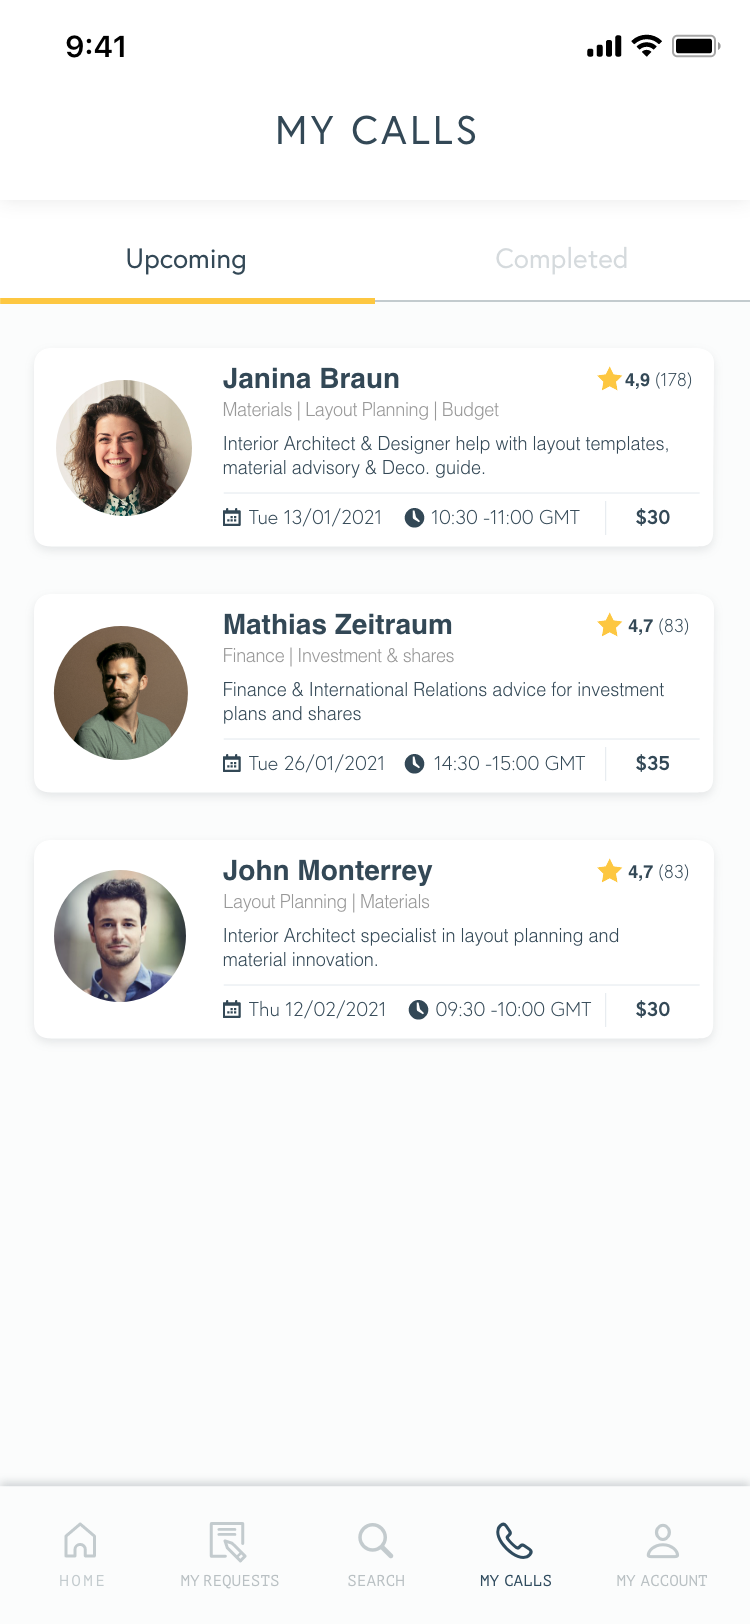 9:41
MY CALLS
Upcoming
Completed
Janina Braun
4,9 (178)
Materials | Layout Planning | Budget
Interior Architect & Designer help with layout templates,
material advisory & Deco. guide.
Tue 13/01/2021
10:30 -11:00 GMT
$30
Mathias Zeitraum
4,7 (83)
Finance | Investment & shares
Finance & International Relations advice for investment
plans and shares
Tue 26/01/2021
14:30 -15:00 GMT
$35
John Monterrey
4,7 (83)
Layout Planning | Materials
Interior Architect specialist in layout planning and
material innovation.
Thu 12/02/2021
09:30 -10:00 GMT
$30
HOME
MY REQUESTS
SEARCH
MY CALLS
MY ACCOUNT